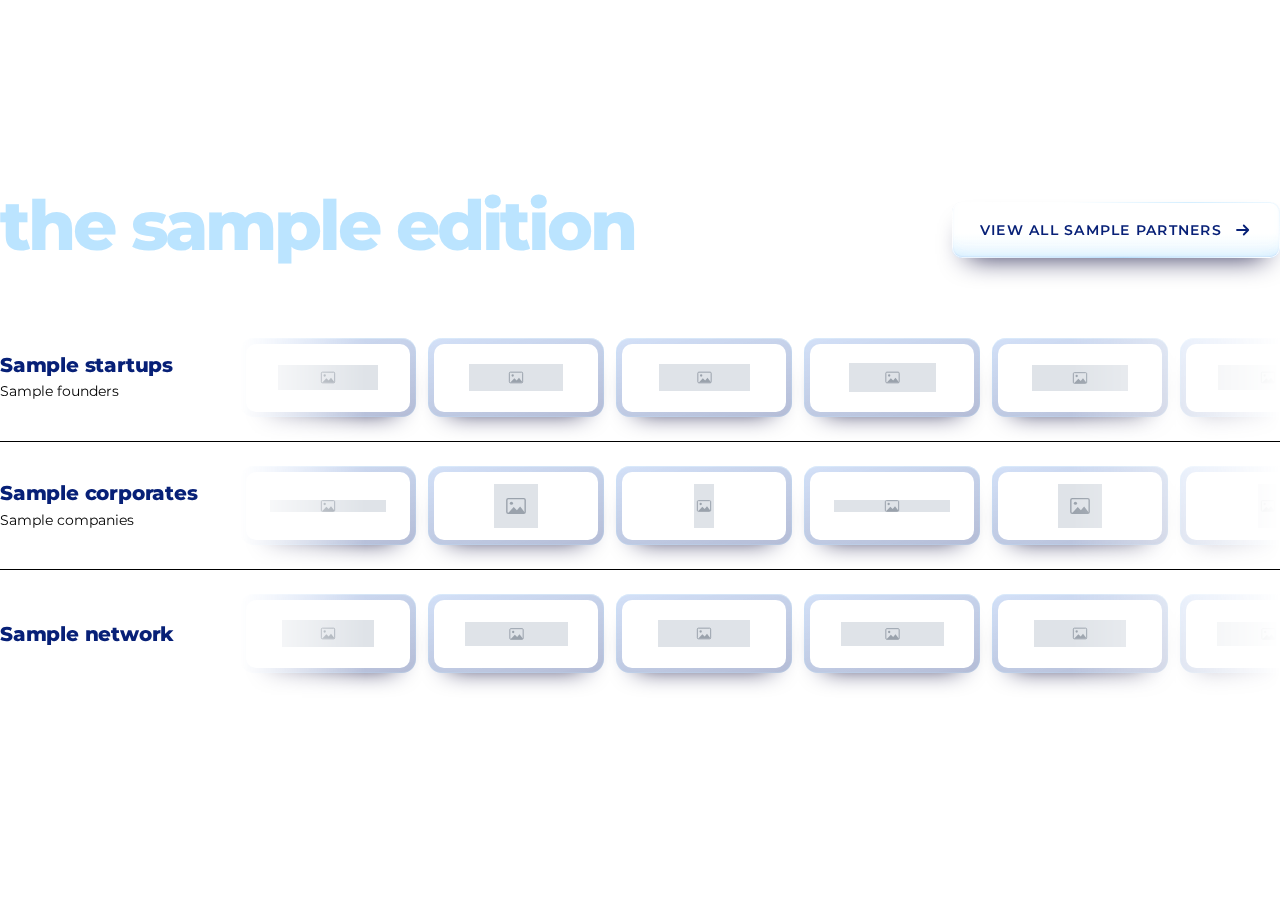 the sample edition
VIEW ALL SAMPLE PARTNERS
Sample startups
Sample founders
Sample corporates
Sample companies
Sample network